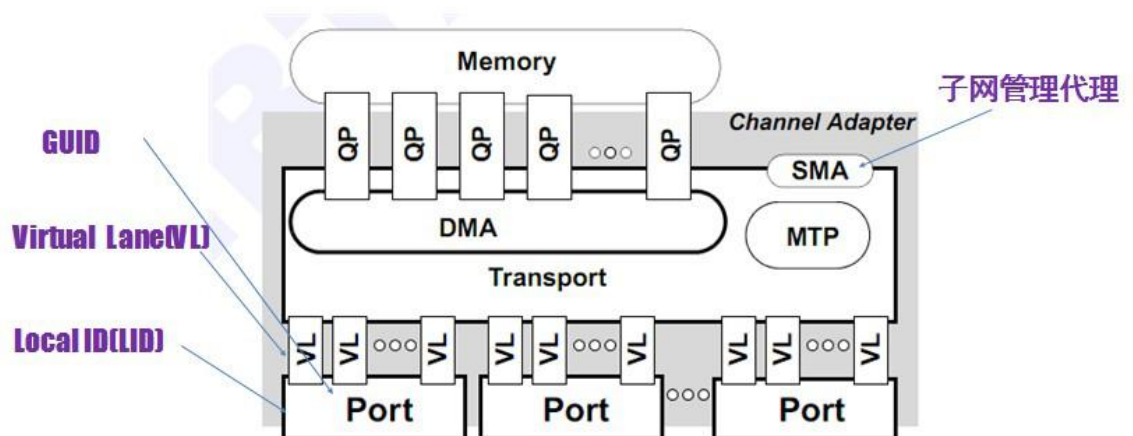 Memory
子网管理代理
GUID
QP QP QP QP QP
Channel Adapter
SMA
DMA
MTP
Virtual Lane(VL)
Transport
Local ID(LID)
VL VL VL VL VL VL VL VL VL
Port Port Port